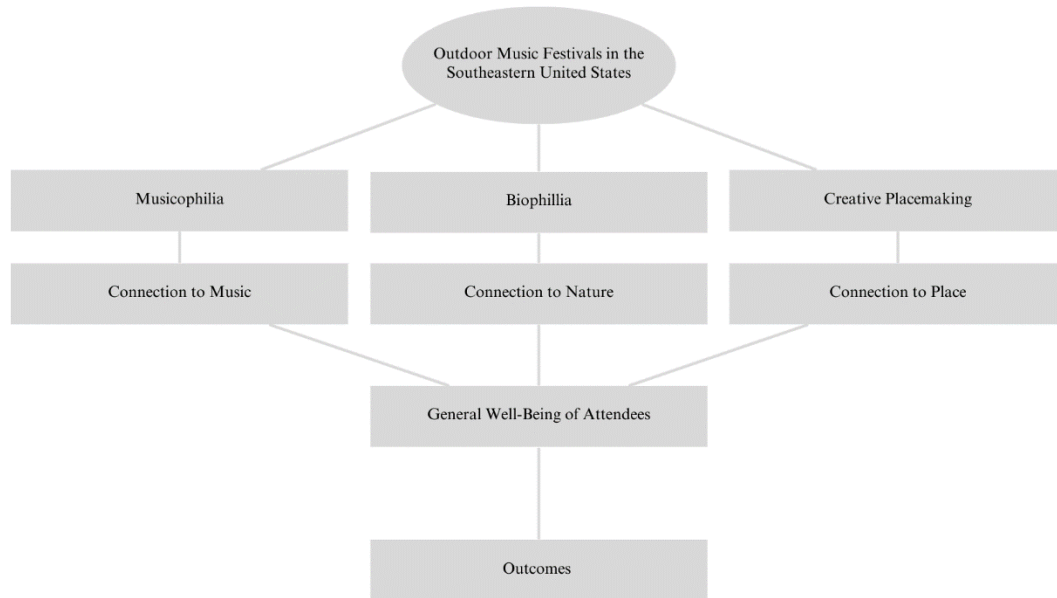 Outdoor Music Festivals in the
Southeastern United States
Musicophilia
Biophillia
Creative Placemaking
Connection to Music
Connection to Nature
Connection to Place
General Well-Being of Attendees
Outcomes